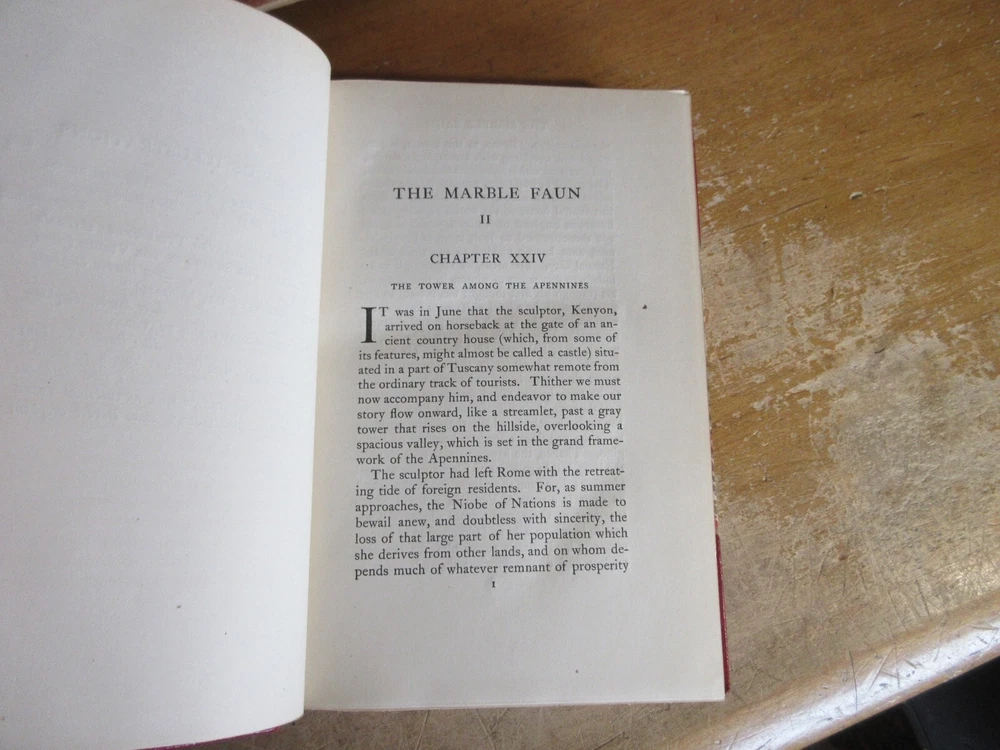 THE MARBLE FAUN
II
CHAPTER XXIV
THE TOWER AMONG THE APENNINES
IT was in June that the sculptor, Kenyon,
arrived on horseback at the gate of an an-
cient country house (which, from some of
its features, might almost be called a castle) situ-
ated in a part of Tuscany somewhat remote from
the ordinary track of tourists. Thither we must
now accompany him, and endeavor to make our
story flow onward, like a streamlet, past a gray
tower that rises on the hillside, overlooking a
spacious valley, which is set in the grand frame-
work of the Apennines.
The sculptor had left Rome with the retreat-
ing tide of foreign residents. For, as summer
approaches, the Niobe of Nations is made to
bewail anew, and doubtless with sincerity, the
loss of that large part of her population which
she derives from other lands, and on whom de-
pends much of whatever remnant of prosperity
1